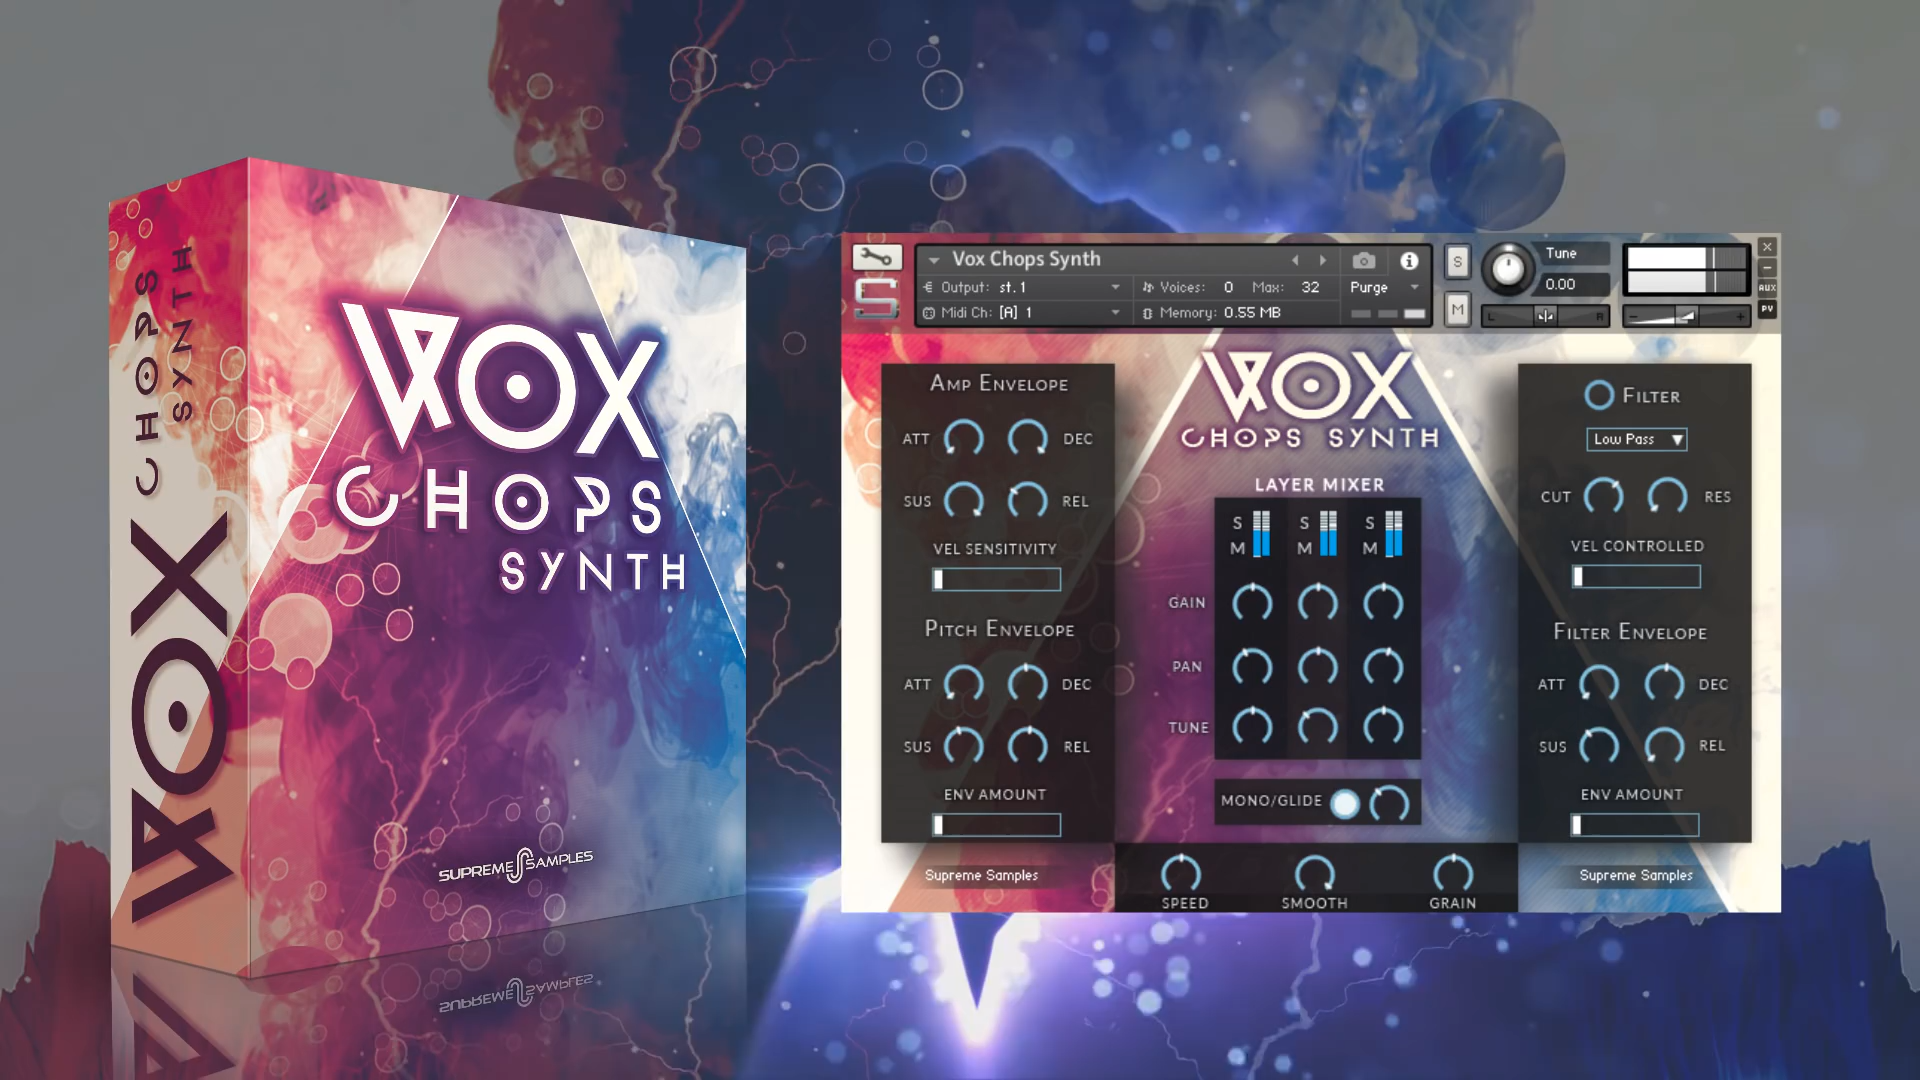 VOX
CHOPS
SYNTH
VOX CHOPS
SYNTH
SUPREME SAMPLES
Vox Chops Synth
Output: st.1
Voices: 0 Max: 32
Purge
Midi Ch: [A] 1
Memory: 0.55 MB
S
M
Tune
0.00
L R
- +
×
-
AUX
PV
AMP ENVELOPE
ATT DEC
SUS REL
VEL SENSITIVITY
PITCH ENVELOPE
ATT DEC
SUS REL
ENV AMOUNT
Supreme Samples
VOX
CHOPS SYNTH
LAYER MIXER
S S S
M M M
GAIN
PAN
TUNE
MONO/GLIDE
SPEED SMOOTH GRAIN
FILTER
Low Pass
CUT RES
VEL CONTROLLED
FILTER ENVELOPE
ATT DEC
SUS REL
ENV AMOUNT
Supreme Samples